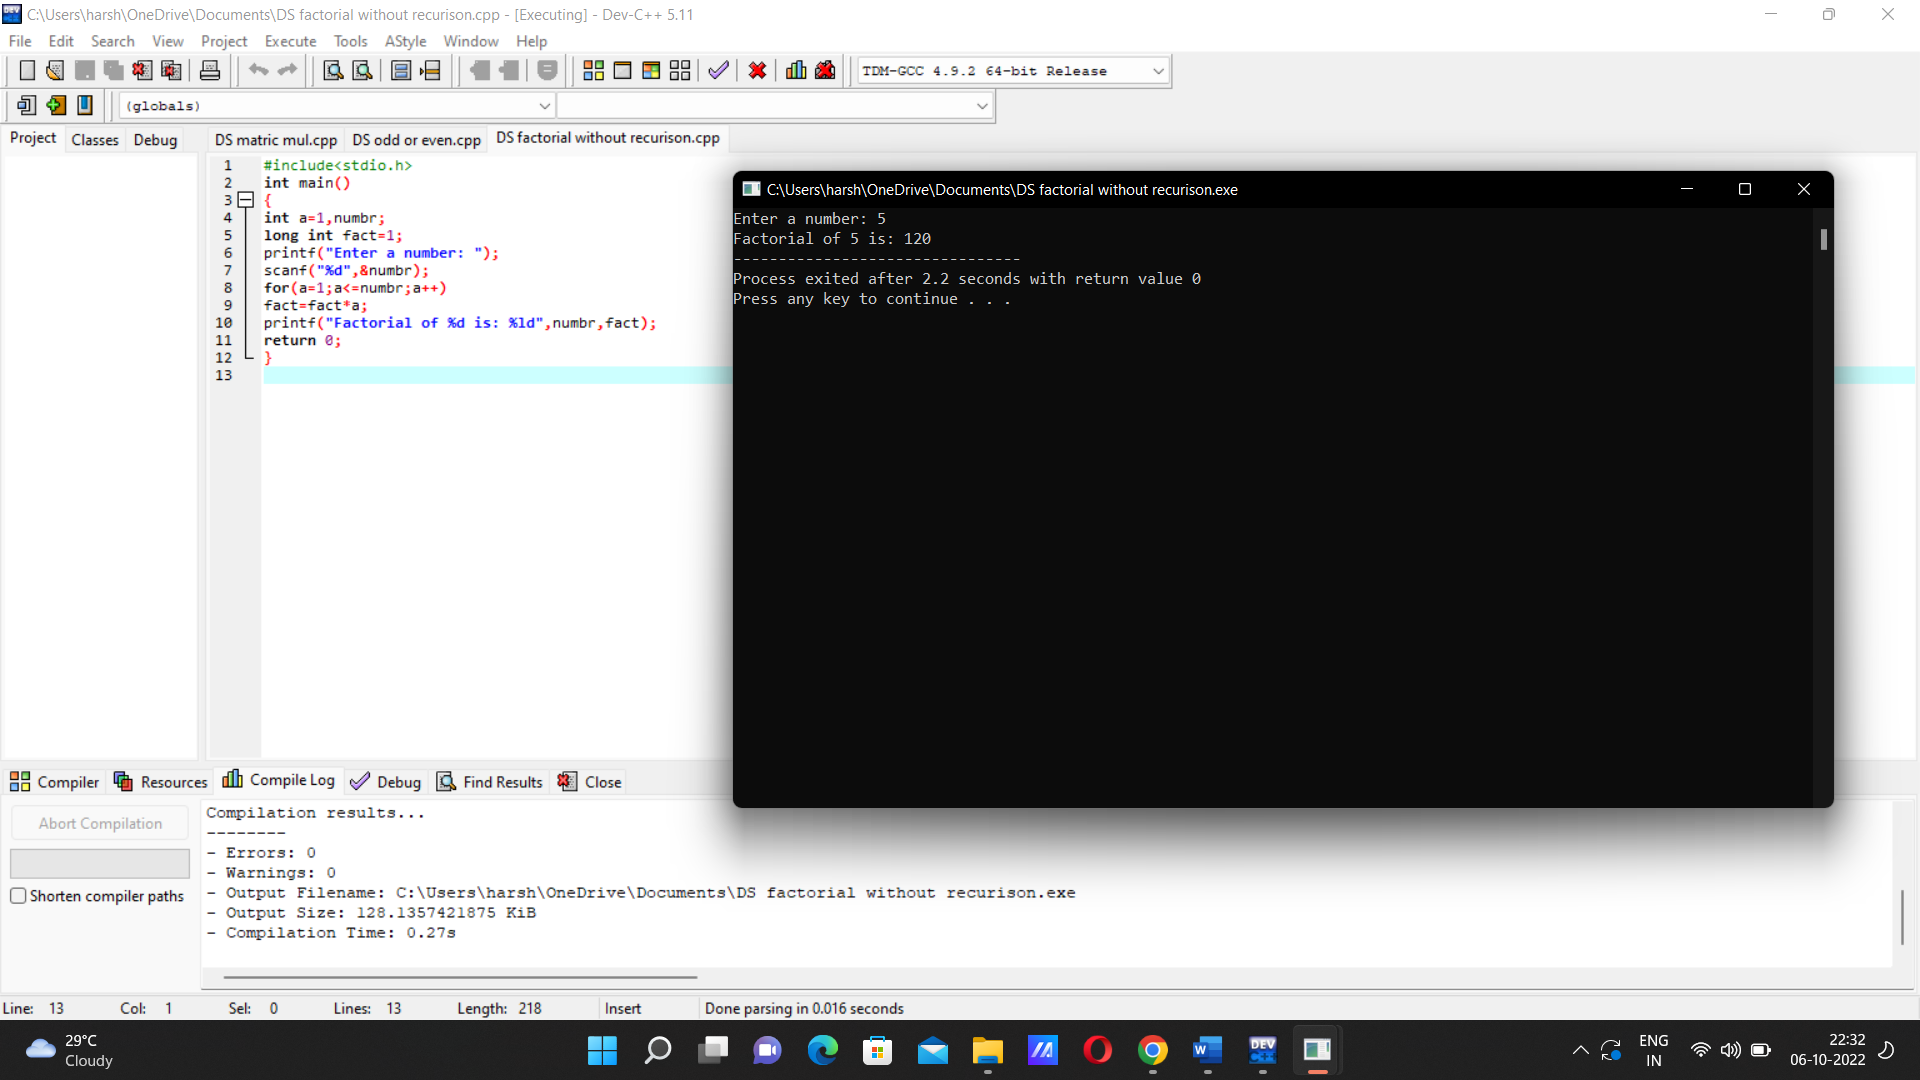 C:\Users\harsh\OneDrive\Documents\DS factorial without recurison.cpp - [Executing] - Dev-C++ 5.11
File Edit Search View Project Execute Tools AStyle Window Help
TDM-GCC 4.9.2 64-bit Release
(globals)
Project Classes Debug
DS matric mul.cpp DS odd or even.cpp DS factorial without recurison.cpp
1 #include<stdio.h>
2 int main()
3 {
4 int a=1,numbr;
5 long int fact=1;
6 printf("Enter a number: ");
7 scanf("%d",&numbr);
8 for(a=1;a<=numbr;a++)
9 fact=fact*a;
10 printf("Factorial of %d is: %ld",numbr,fact);
11 return 0;
12 }
13
C:\Users\harsh\OneDrive\Documents\DS factorial without recurison.exe
Enter a number: 5
Factorial of 5 is: 120
--------------------------------
Process exited after 2.2 seconds with return value 0
Press any key to continue . . .
Compiler Resources Compile Log Debug Find Results Close
Abort Compilation
Shorten compiler paths
Compilation results...
--------
- Errors: 0
- Warnings: 0
- Output Filename: C:\Users\harsh\OneDrive\Documents\DS factorial without recurison.exe
- Output Size: 128.1357421875 KiB
- Compilation Time: 0.27s
Line: 13 Col: 1 Sel: 0 Lines: 13 Length: 218 Insert Done parsing in 0.016 seconds
29°C
Cloudy
W
DEV
C++
ENG
IN
22:32
06-10-2022